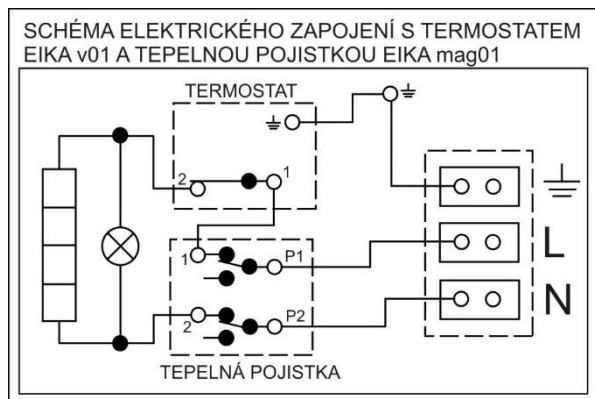 SCHÉMA ELEKTRICKÉHO ZAPOJENÍ S TERMOSTATEM
EIKA v01 A TEPELNOU POJISTKOU EIKA mag01
TERMOSTAT
2 1
1 P1 L
2 P2 N
TEPELNÁ POJISTKA